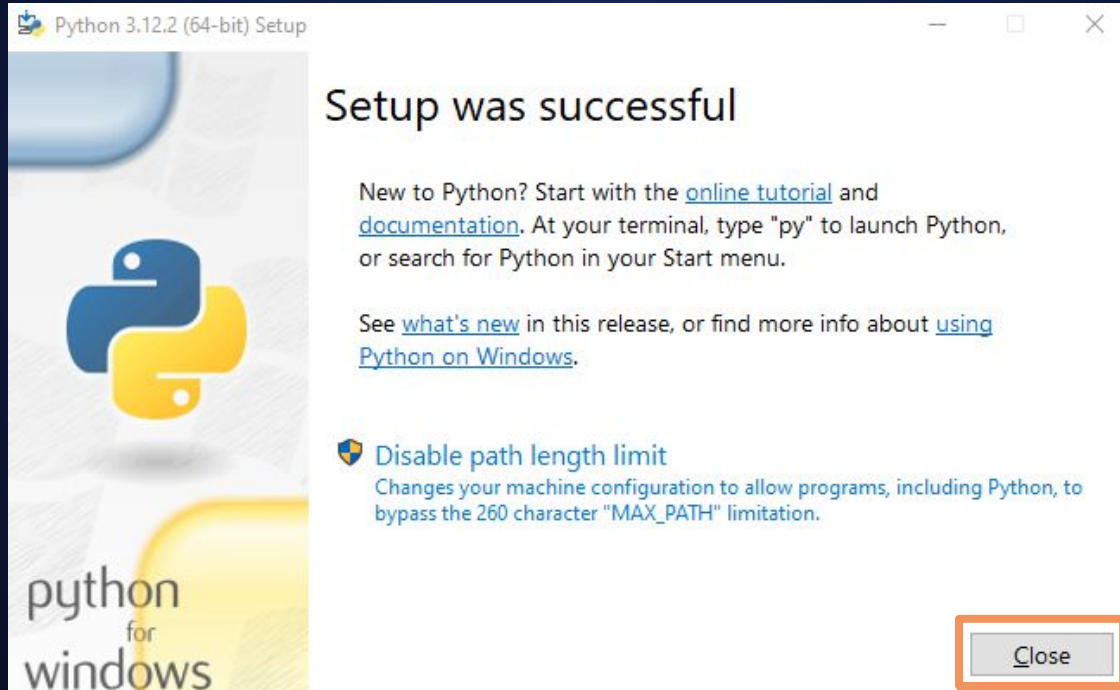 Python 3.12.2 (64-bit) Setup
Setup was successful
New to Python? Start with the online tutorial and
documentation. At your terminal, type "py" to launch Python,
or search for Python in your Start menu.
See what's new in this release, or find more info about using
Python on Windows.
Disable path length limit
Changes your machine configuration to allow programs, including Python, to
bypass the 260 character "MAX_PATH" limitation.
python
for
windows
Close